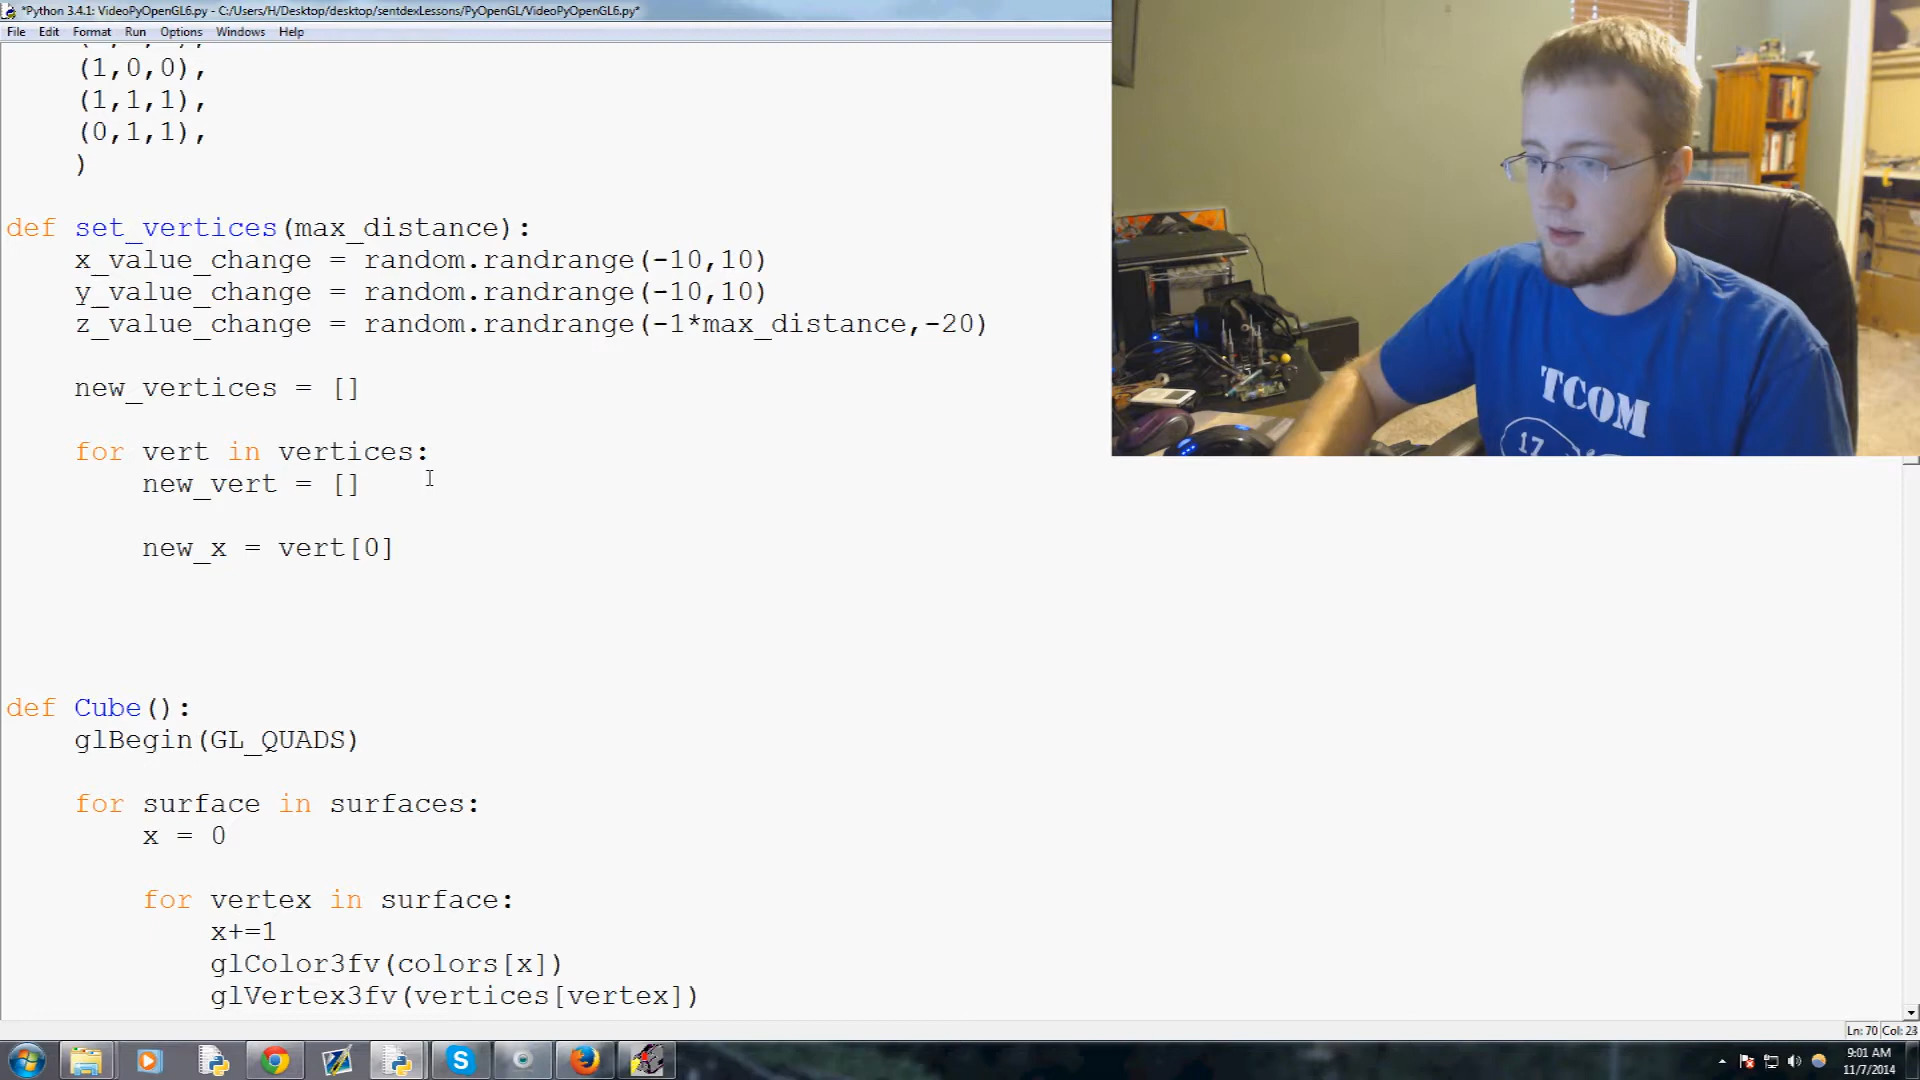 *Python 3.4.1: VideoPyOpenGL6.py - C:/Users/H/Desktop/desktop/sentdexLessons/PyOpenGL/VideoPyOpenGL6.py*
File Edit Format Run Options Windows Help
(1,0,0),
(1,1,1),
(0,1,1),
)
def set_vertices(max_distance):
x_value_change = random.randrange(-10,10)
y_value_change = random.randrange(-10,10)
z_value_change = random.randrange(-1*max_distance,-20)
new_vertices = []
for vert in vertices:
new_vert = []
new_x = vert[0]
def Cube():
glBegin(GL_QUADS)
for surface in surfaces:
x = 0
for vertex in surface:
x+=1
glColor3fv(colors[x])
glVertex3fv(vertices[vertex])
TCOM
17
Ln: 70 Col: 23
9:01 AM
11/7/2014